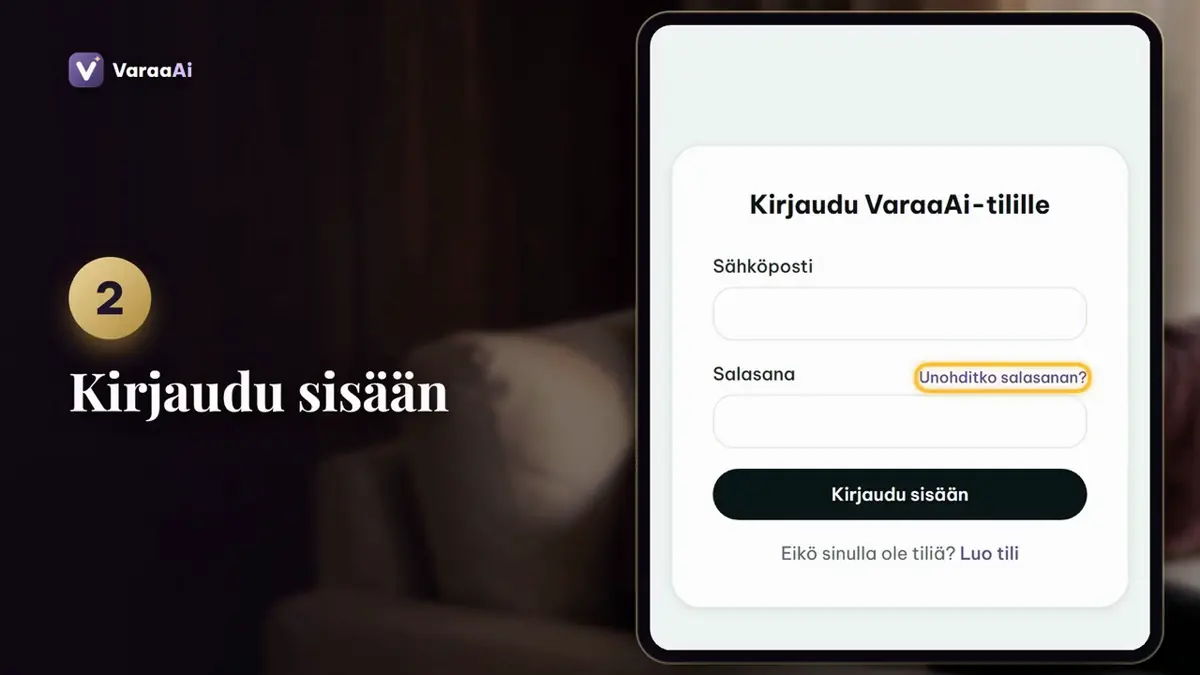 VaraaAi
2
Kirjaudu sisään
Kirjaudu VaraaAi-tilille
Sähköposti
Salasana
Unohditko salasanan?
Kirjaudu sisään
Eikö sinulla ole tiliä? Luo tili